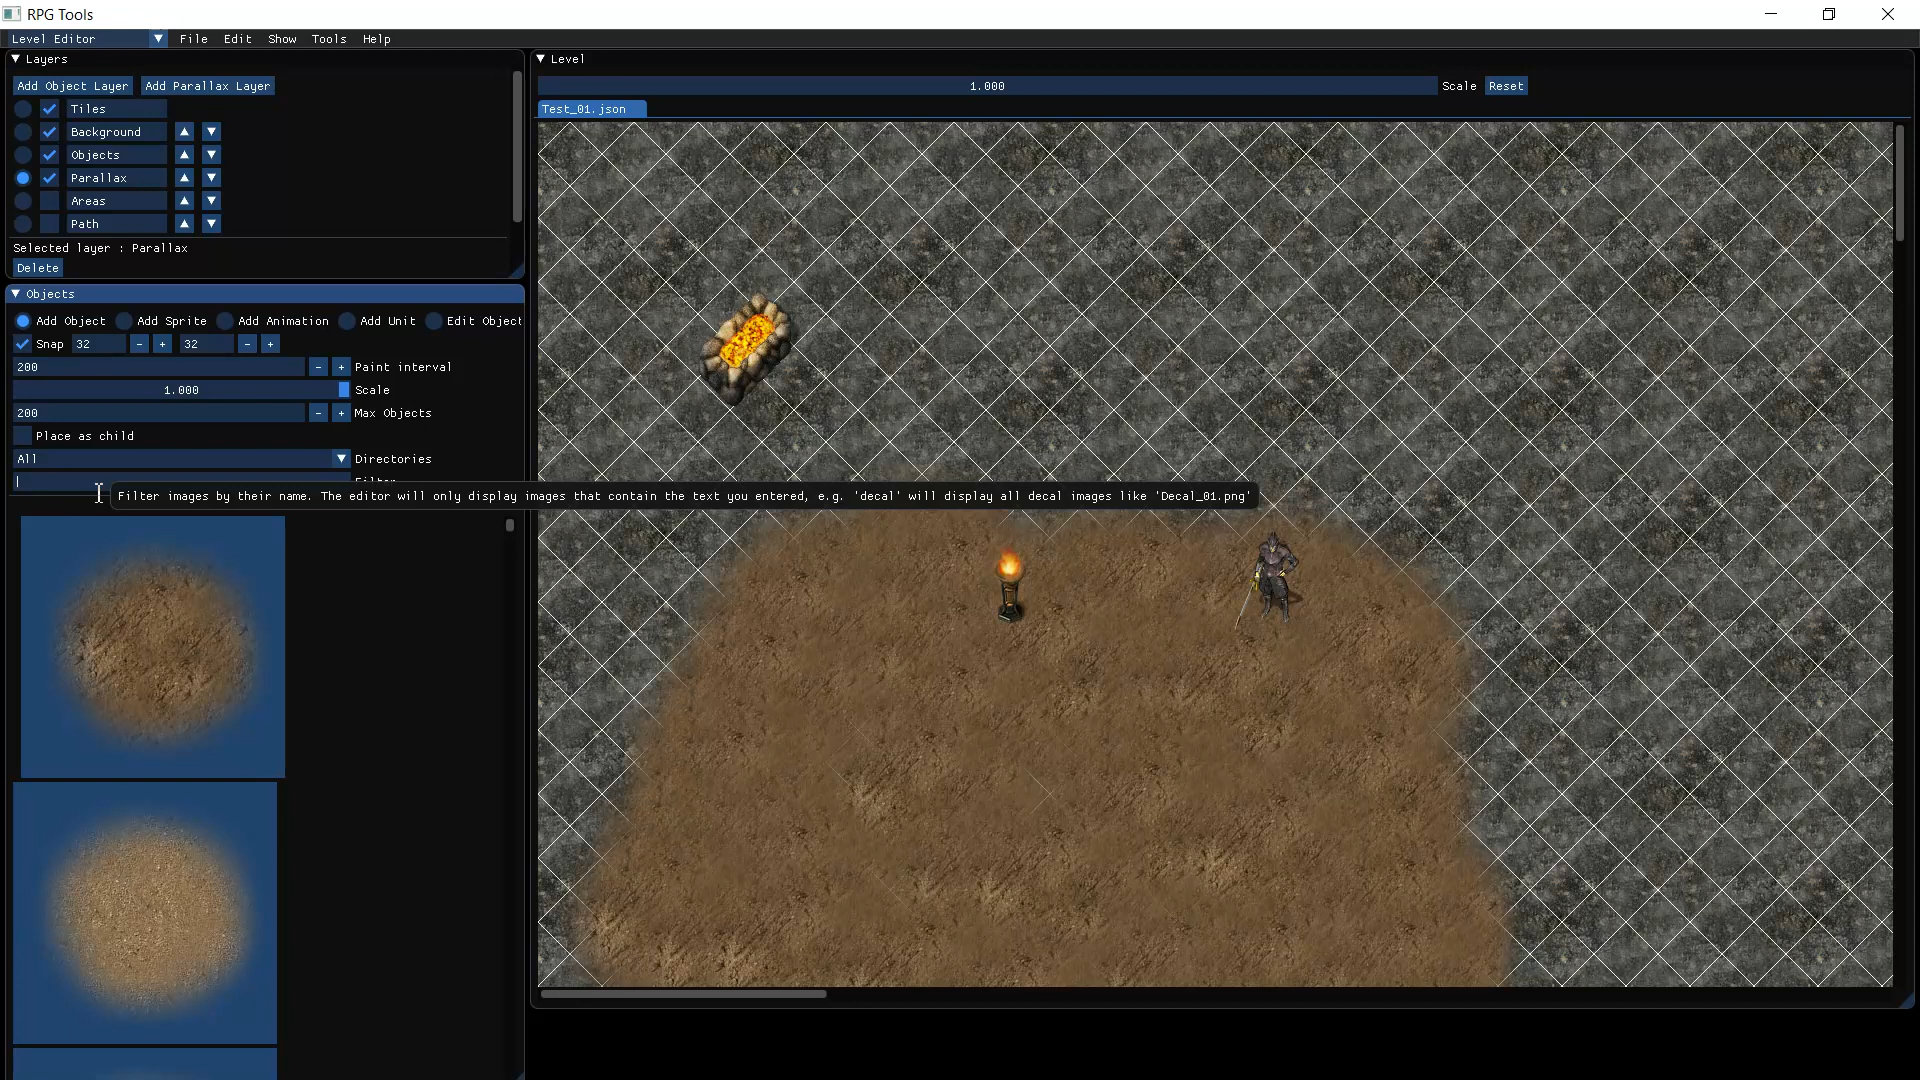 RPG Tools
Level Editor File Edit Show Tools Help
Layers
Add Object Layer Add Parallax Layer
Tiles
Background
Objects
Parallax
Areas
Path
Selected layer : Parallax
Delete
Objects
Add Object Add Sprite Add Animation Add Unit Edit Object
Snap 32 - + 32 - +
200 - + Paint interval
1.000 Scale
200 - + Max Objects
Place as child
All Directories
Filter
Filter images by their name. The editor will only display images that contain the text you entered, e.g. 'decal' will display all decal images like 'Decal_01.png'
Level
1.000 Scale Reset
Test_01.json